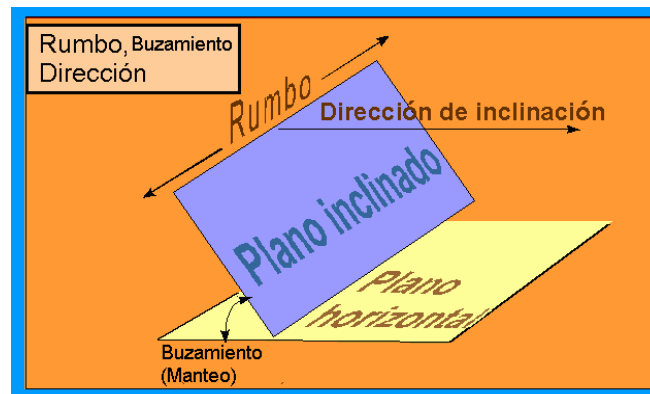 Rumbo, Buzamiento
Dirección
Rumbo
Dirección de inclinación
Plano inclinado
Plano
horizontal
Buzamiento
(Manteo)